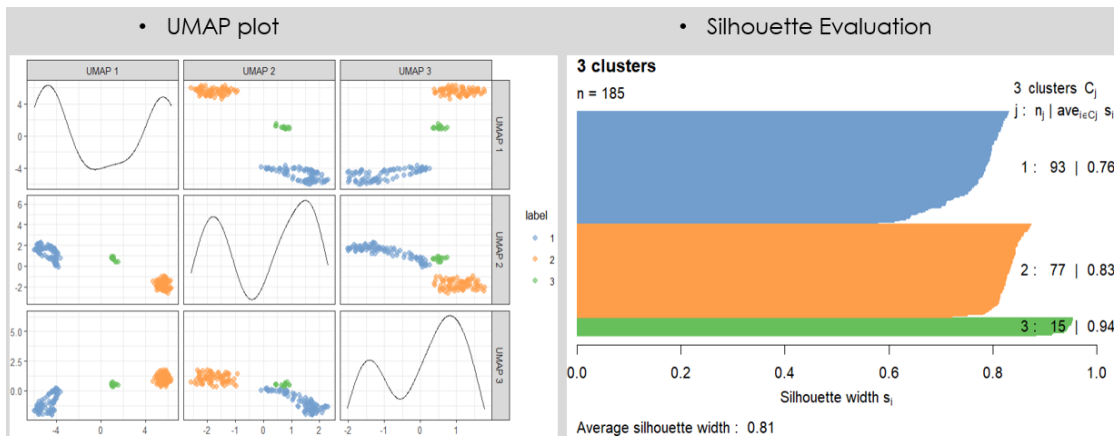 • UMAP plot
UMAP 1
UMAP 2
UMAP 3
5
0
-4
UMAP 1
6
4
2
0
-2
UMAP 2
5.0
2.5
0.0
UMAP 3
-4
0
4
-2
-1
0
1
2
-2
-1
0
1
label
1
2
3
• Silhouette Evaluation
3 clusters
n = 185
3 clusters Cj
j : nj | avei∈Cj si
1 : 93 | 0.76
2 : 77 | 0.83
3 : 15 | 0.94
0.0
0.2
0.4
0.6
0.8
1.0
Silhouette width si
Average silhouette width : 0.81